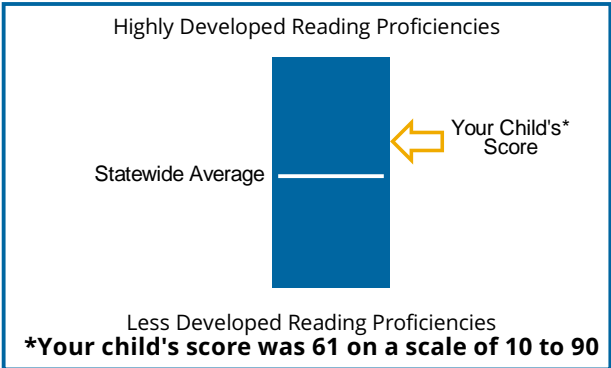 Highly Developed Reading Proficiencies
Your Child's*
Score
Statewide Average
Less Developed Reading Proficiencies
*Your child's score was 61 on a scale of 10 to 90